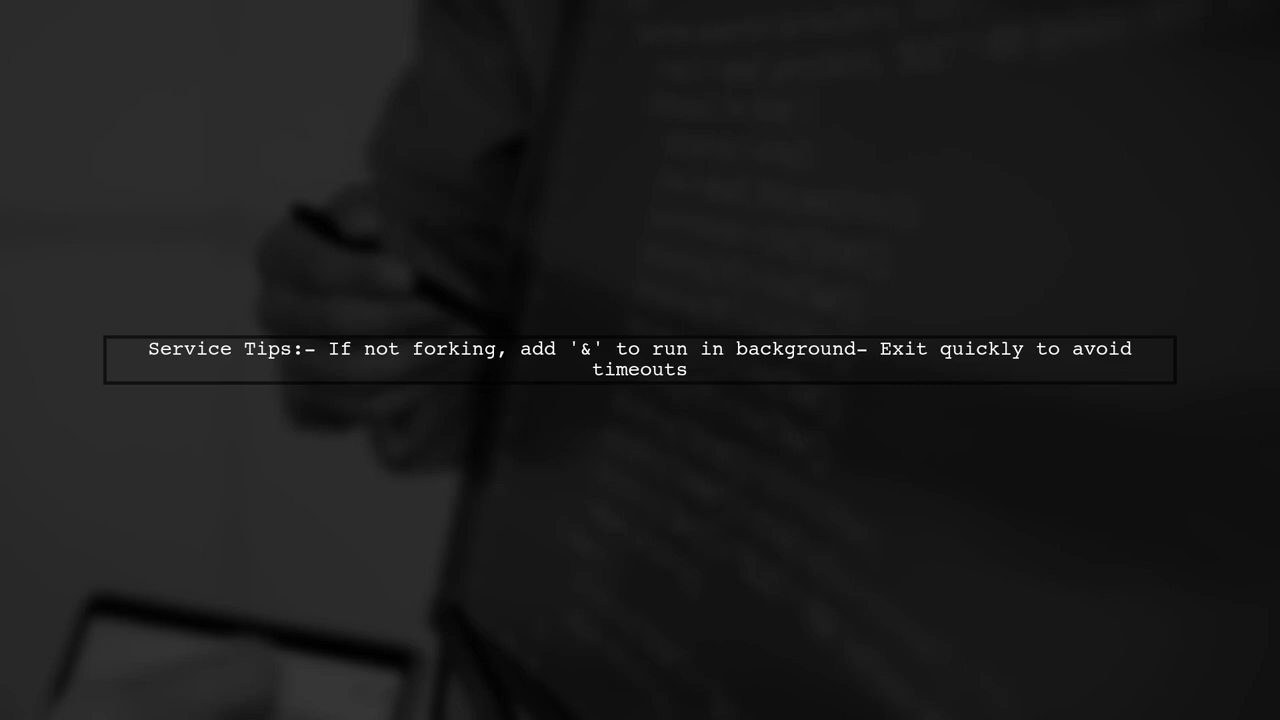 Service Tips:- If not forking, add '&' to run in background- Exit quickly to avoid
timeouts